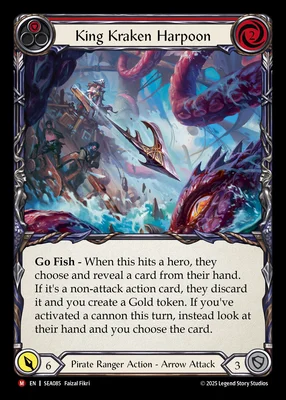 King Kraken Harpoon
Go Fish - When this hits a hero, they
choose and reveal a card from their hand.
If it's a non-attack action card, they discard
it and you create a Gold token. If you've
activated a cannon this turn, instead look at
their hand and you choose the card.
6
Pirate Ranger Action - Arrow Attack
3
M EN | SEA085 Faizal Fikri
© 2025 Legend Story Studios